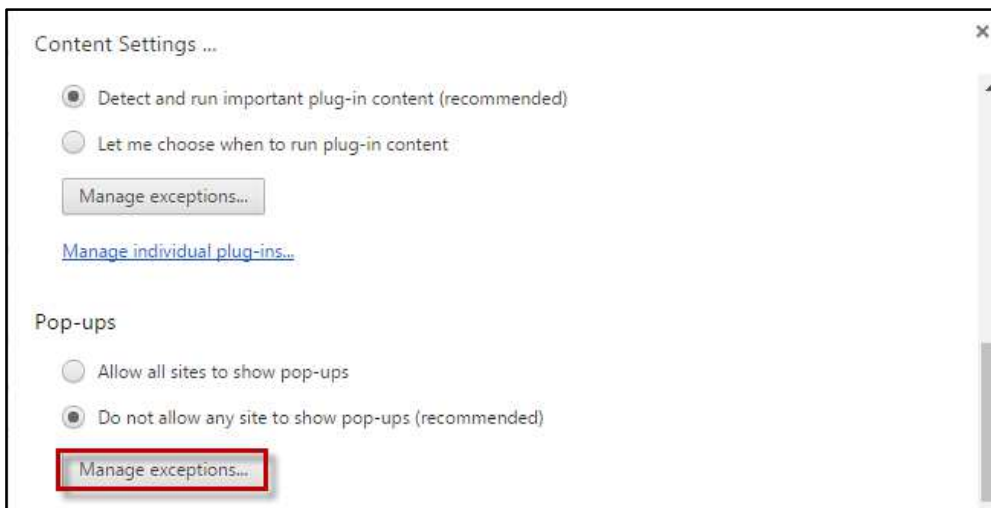 Content Settings ...
Detect and run important plug-in content (recommended)
Let me choose when to run plug-in content
Manage exceptions...
Manage individual plug-ins...
Pop-ups
Allow all sites to show pop-ups
Do not allow any site to show pop-ups (recommended)
Manage exceptions...